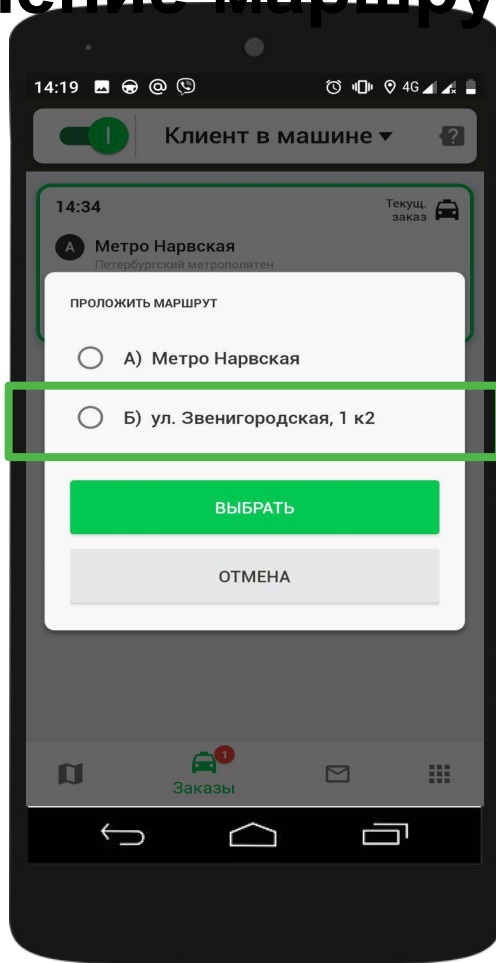 14:19 4G
Клиент в машине
14:34 Текущ. заказ
А Метро Нарвская
Петербургский метрополитен
ПРОЛОЖИТЬ МАРШРУТ
А) Метро Нарвская
Б) ул. Звенигородская, 1 к2
ВЫБРАТЬ
ОТМЕНА
1
Заказы